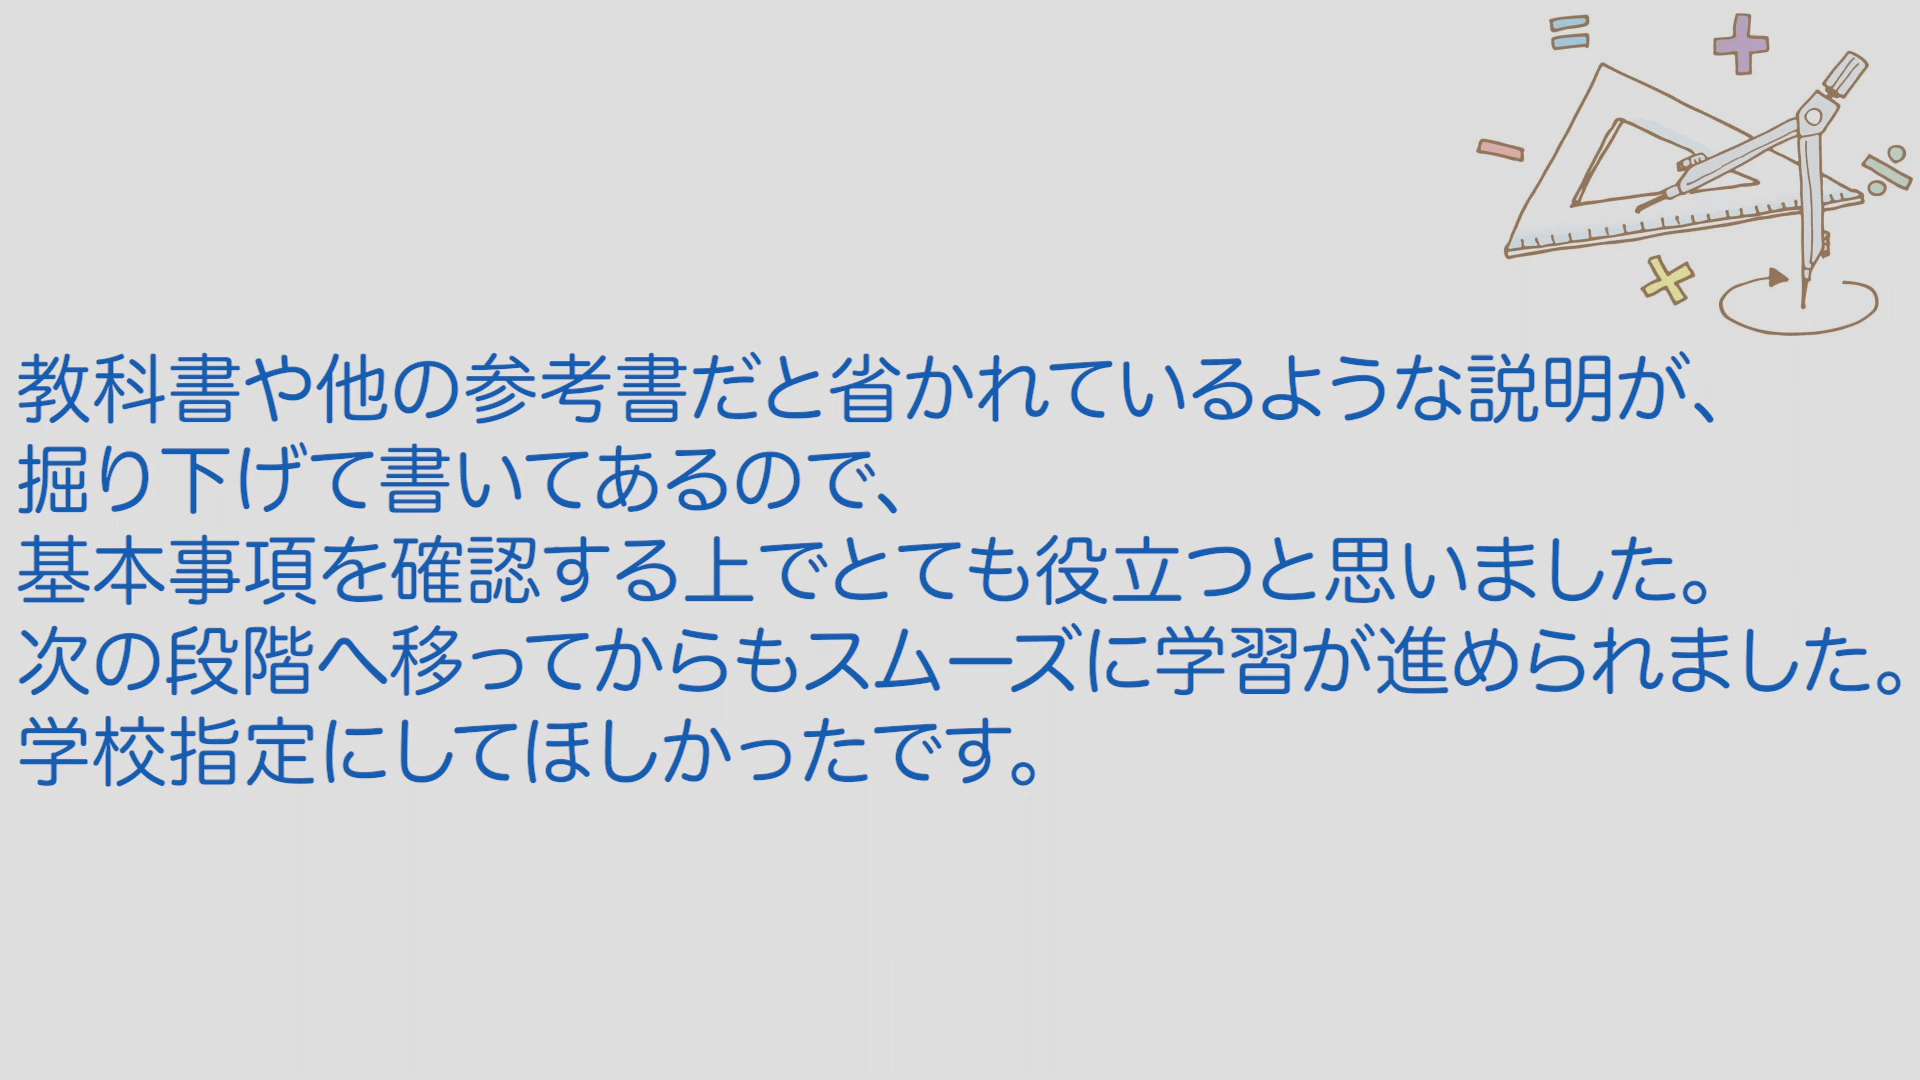 教科書や他の参考書だと省かれているような説明が、
掘り下げて書いてあるので、
基本事項を確認する上でとても役立つと思いました。
次の段階へ移ってからもスムーズに学習が進められました。
学校指定にしてほしかったです。